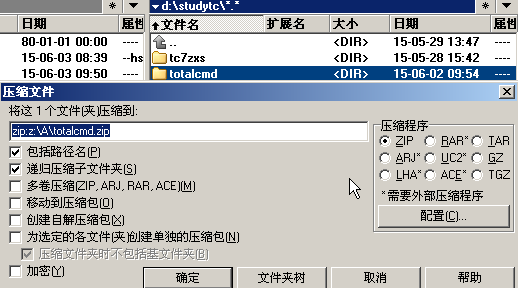 d:\studytc\*.*
日期 属性 ↑文件名 扩展名 大小 日期 属性
80-01-01 00:00 ---- .. <DIR> 15-05-29 13:47 ----
15-06-03 08:39 --hs tc7zxs <DIR> 15-05-28 15:42 ----
15-06-03 09:50 ---- totalcmd <DIR> 15-06-02 09:54 ----
压缩文件
将这 1 个文件(夹)压缩到:
zip:z:\A\totalcmd.zip
包括路径名(P)
递归压缩子文件夹(S)
多卷压缩(ZIP, ARJ, RAR, ACE)(M)
移动到压缩包(O)
创建自解压缩包(X)
为选定的各文件(夹)创建单独的压缩包(N)
压缩文件夹时不包括基文件夹(B)
加密(Y)
压缩程序
ZIP RAR* TAR
ARJ* UC2* GZ
LHA* ACE* TGZ
*需要外部压缩程序
配置(C)...
确定 文件夹树 取消 帮助